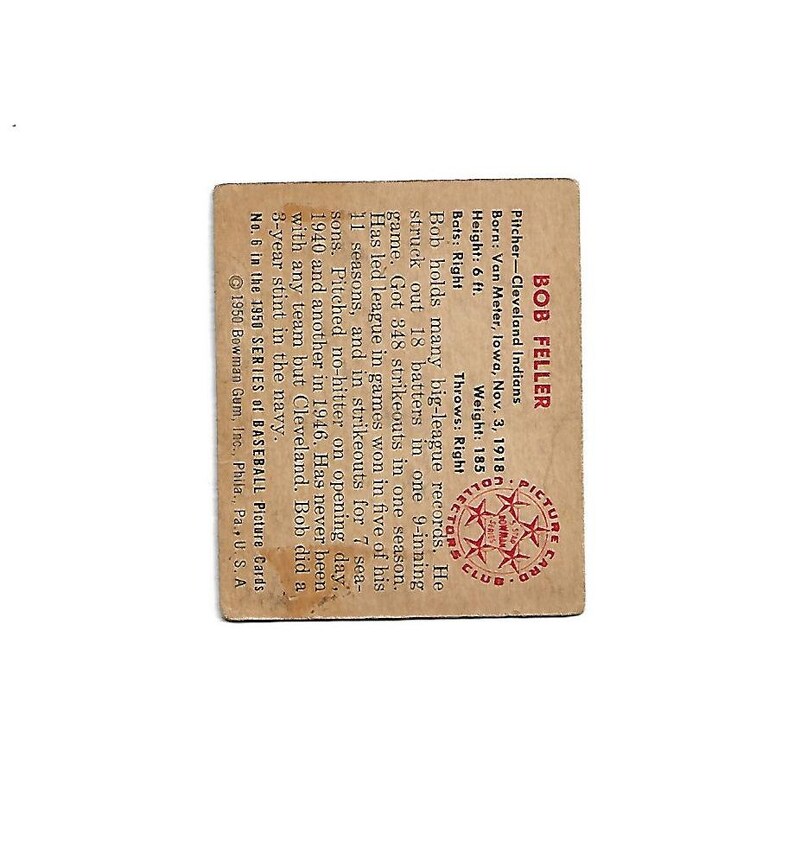 BOB FELLER
Pitcher—Cleveland Indians
Born: Van Meter, Iowa, Nov. 3, 1918
Height: 6 ft. Weight: 185
Bats: Right Throws: Right
Bob holds many big-league records. He
struck out 18 batters in one 9-inning
game. Got 348 strikeouts in one season.
Has led league in games won in five of his
11 seasons, and in strikeouts for 7 sea-
sons. Pitched no-hitter on opening day,
1940 and another in 1946. Has never been
with any team but Cleveland. Bob did a
3-year stint in the navy.
No. 6 in the 1950 SERIES of BASEBALL Picture Cards
© 1950 Bowman Gum, Inc., Phila., Pa., U. S. A
· PICTURE CARD ·
COLLECTORS CLUB
5 STAR
BOWMAN
SERIES